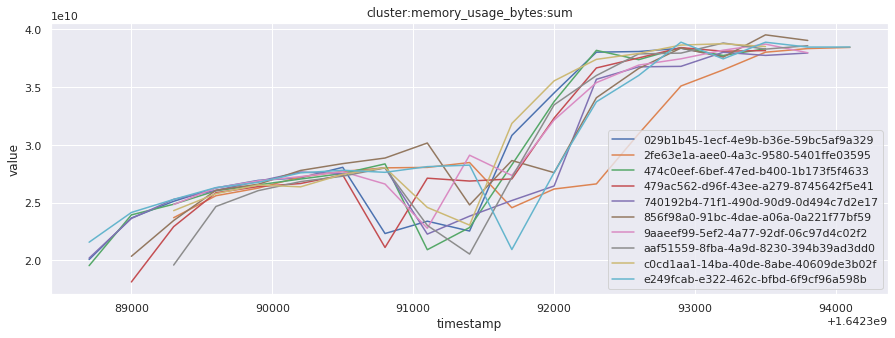 cluster:memory_usage_bytes:sum
1e10
4.0
3.5
3.0
2.5
2.0
value
029b1b45-1ecf-4e9b-b36e-59bc5af9a329
2fe63e1a-aee0-4a3c-9580-5401ffe03595
474c0eef-6bef-47ed-b400-1b173f5f4633
479ac562-d96f-43ee-a279-8745642f5e41
740192b4-71f1-490d-90d9-0d494c7d2e17
856f98a0-91bc-4dae-a06a-0a221f77bf59
9aaeef99-5ef2-4a77-92df-06c97d4c02f2
aaf51559-8fba-4a9d-8230-394b39ad3dd0
c0cd1aa1-14ba-40de-8abe-40609de3b02f
e249fcab-e322-462c-bfbd-6f9cf96a598b
89000 90000 91000 92000 93000 94000
timestamp
+1.6423e9